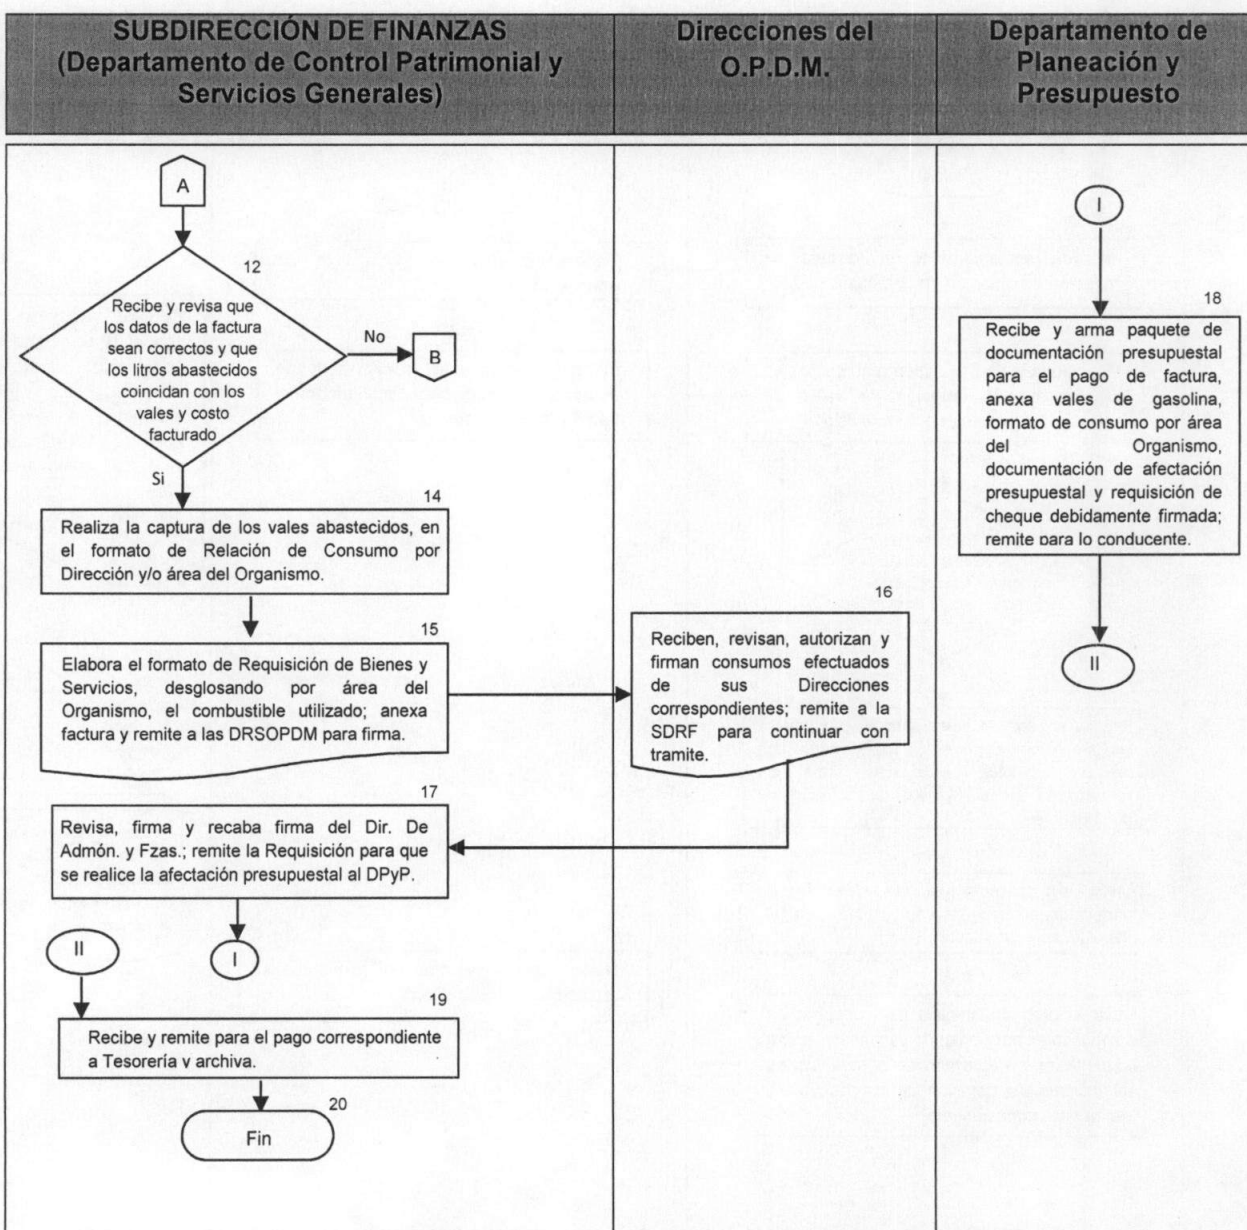 SUBDIRECCIÓN DE FINANZAS
(Departamento de Control Patrimonial y
Servicios Generales)
Direcciones del
O.P.D.M.
Departamento de
Planeación y
Presupuesto
A
12
Recibe y revisa que
los datos de la factura
sean correctos y que
los litros abastecidos
coincidan con los
vales y costo
facturado
No
B
Si
14
Realiza la captura de los vales abastecidos, en
el formato de Relación de Consumo por
Dirección y/o área del Organismo.
15
Elabora el formato de Requisición de Bienes y
Servicios, desglosando por área del
Organismo, el combustible utilizado; anexa
factura y remite a las DRSOPDM para firma.
16
Reciben, revisan, autorizan y
firman consumos efectuados
de sus Direcciones
correspondientes; remite a la
SDRF para continuar con
tramite.
17
Revisa, firma y recaba firma del Dir. De
Admón. y Fzas.; remite la Requisición para que
se realice la afectación presupuestal al DPyP.
I
I
18
Recibe y arma paquete de
documentación presupuestal
para el pago de factura,
anexa vales de gasolina,
formato de consumo por área
del Organismo,
documentación de afectación
presupuestal y requisición de
cheque debidamente firmada;
remite para lo conducente.
II
II
19
Recibe y remite para el pago correspondiente
a Tesorería y archiva.
20
Fin